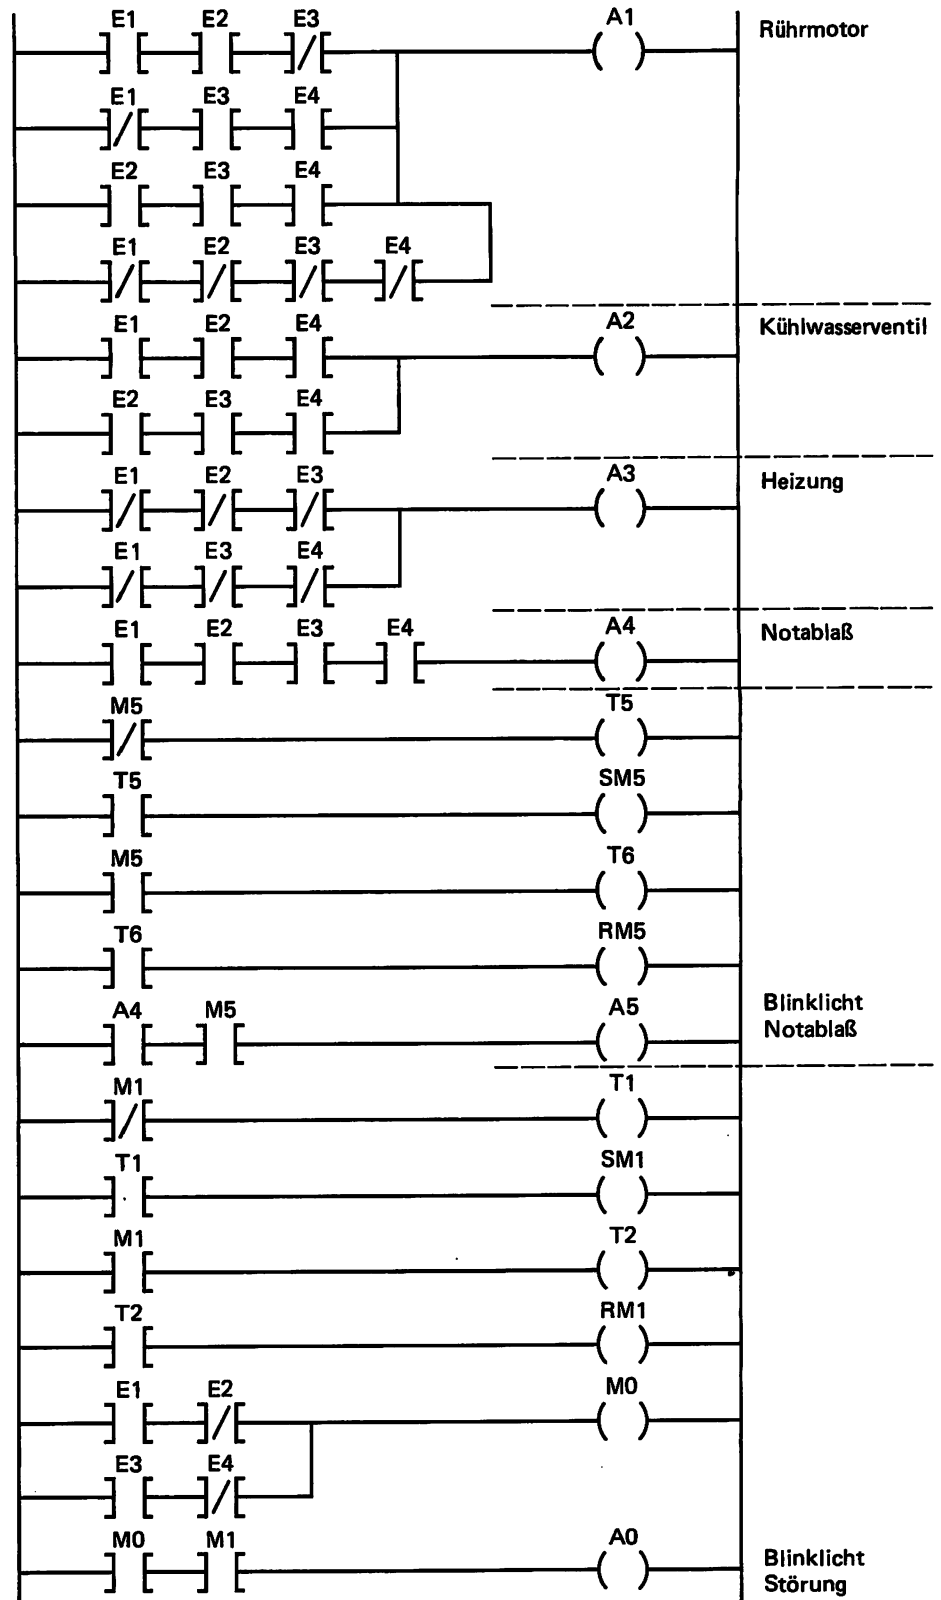 E1 E2 E3 A1 Rührmotor
E1 E3 E4
E2 E3 E4
E1 E2 E3 E4
E1 E2 E4 A2 Kühlwasserventil
E2 E3 E4
E1 E2 E3 A3 Heizung
E1 E3 E4
E1 E2 E3 E4 A4 Notablaß
M5 T5
T5 SM5
M5 T6
T6 RM5
A4 M5 A5 Blinklicht
Notablaß
M1 T1
T1 SM1
M1 T2
T2 RM1
E1 E2 M0
E3 E4
M0 M1 A0 Blinklicht
Störung